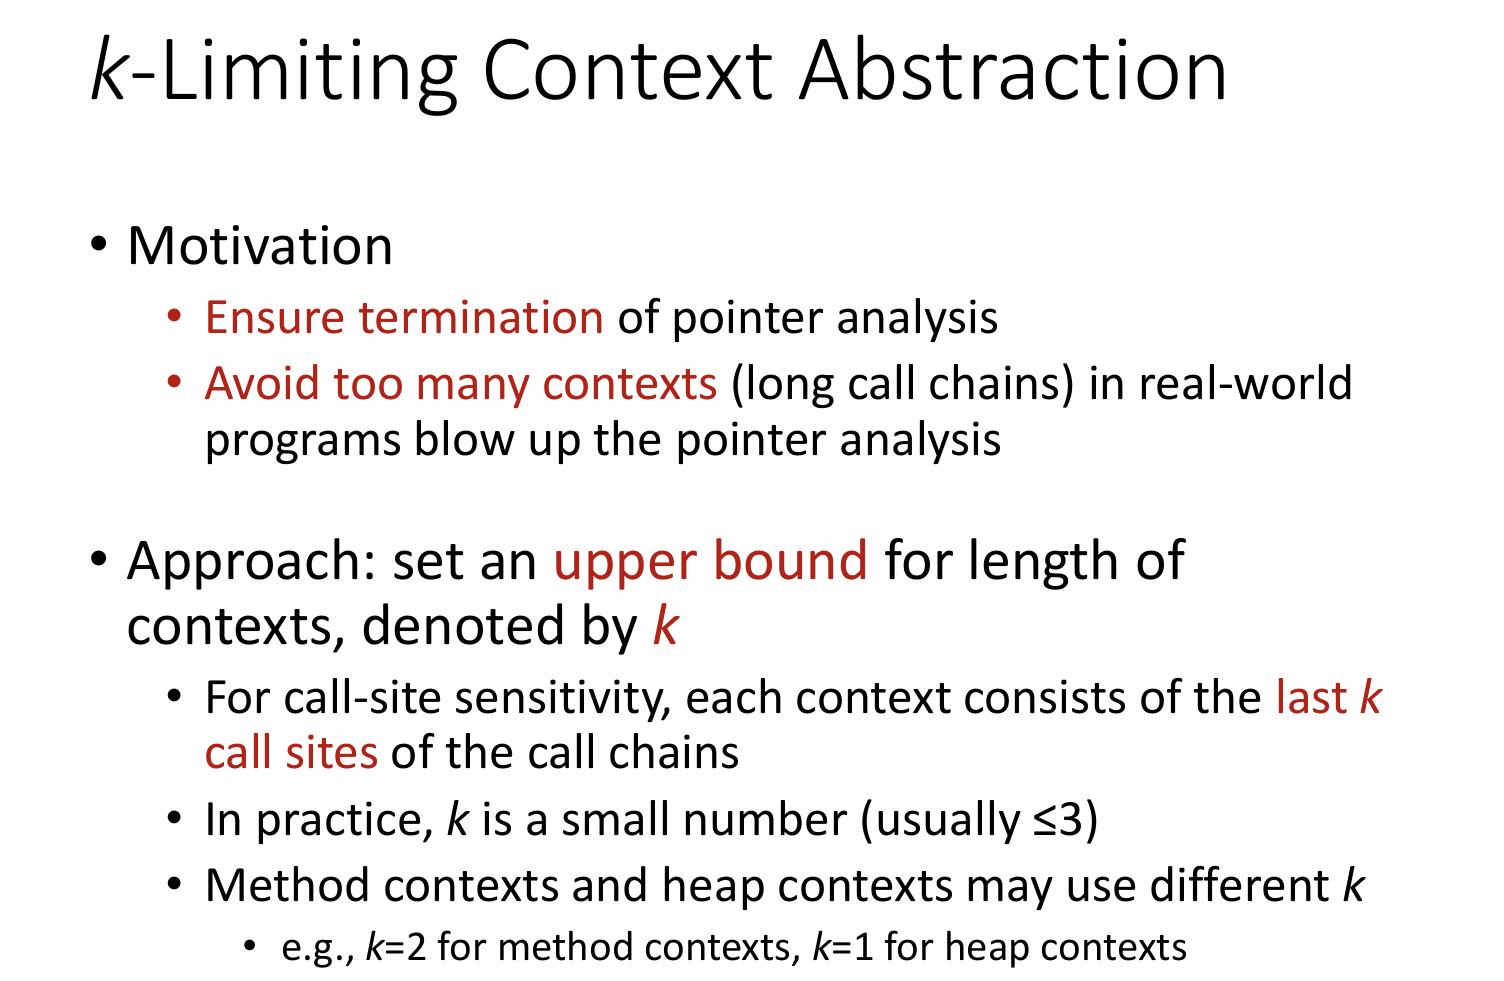 k-Limiting Context Abstraction
• Motivation
• Ensure termination of pointer analysis
• Avoid too many contexts (long call chains) in real-world
programs blow up the pointer analysis
• Approach: set an upper bound for length of
contexts, denoted by k
• For call-site sensitivity, each context consists of the last k
call sites of the call chains
• In practice, k is a small number (usually ≤3)
• Method contexts and heap contexts may use different k
• e.g., k=2 for method contexts, k=1 for heap contexts